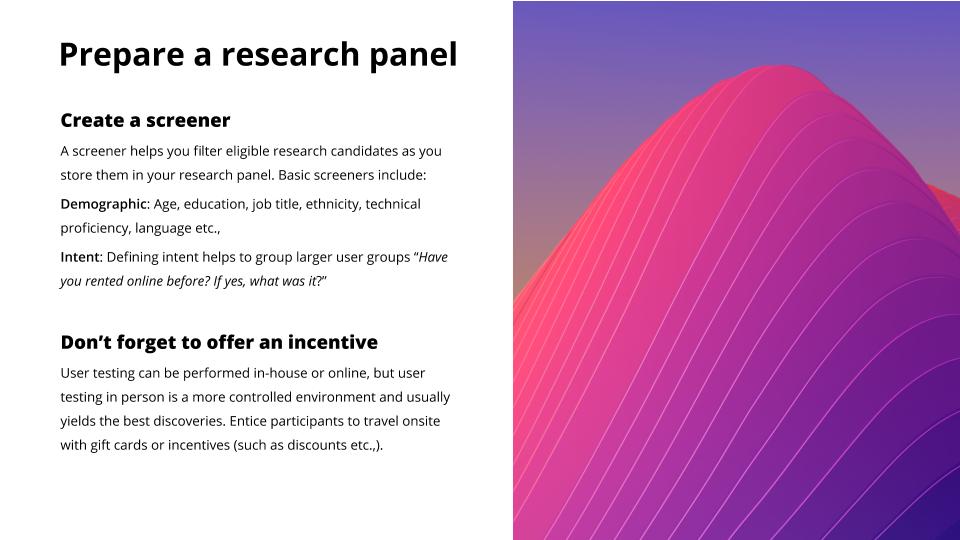 Prepare a research panel
Create a screener
A screener helps you filter eligible research candidates as you
store them in your research panel. Basic screeners include:
Demographic: Age, education, job title, ethnicity, technical
proficiency, language etc.,
Intent: Defining intent helps to group larger user groups “Have
you rented online before? If yes, what was it?”
Don’t forget to offer an incentive
User testing can be performed in-house or online, but user
testing in person is a more controlled environment and usually
yields the best discoveries. Entice participants to travel onsite
with gift cards or incentives (such as discounts etc.,).